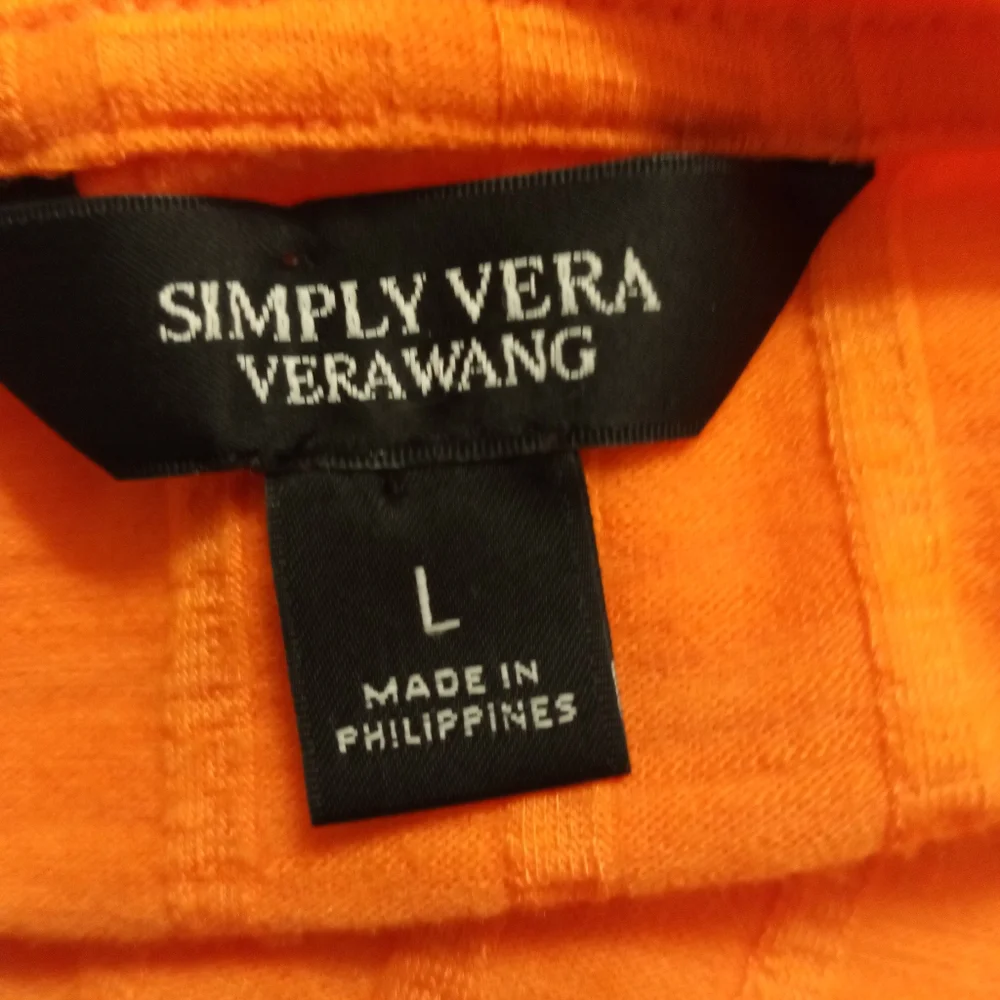 SIMPLY VERA
VERAWANG
L
MADE IN
PHILIPPINES